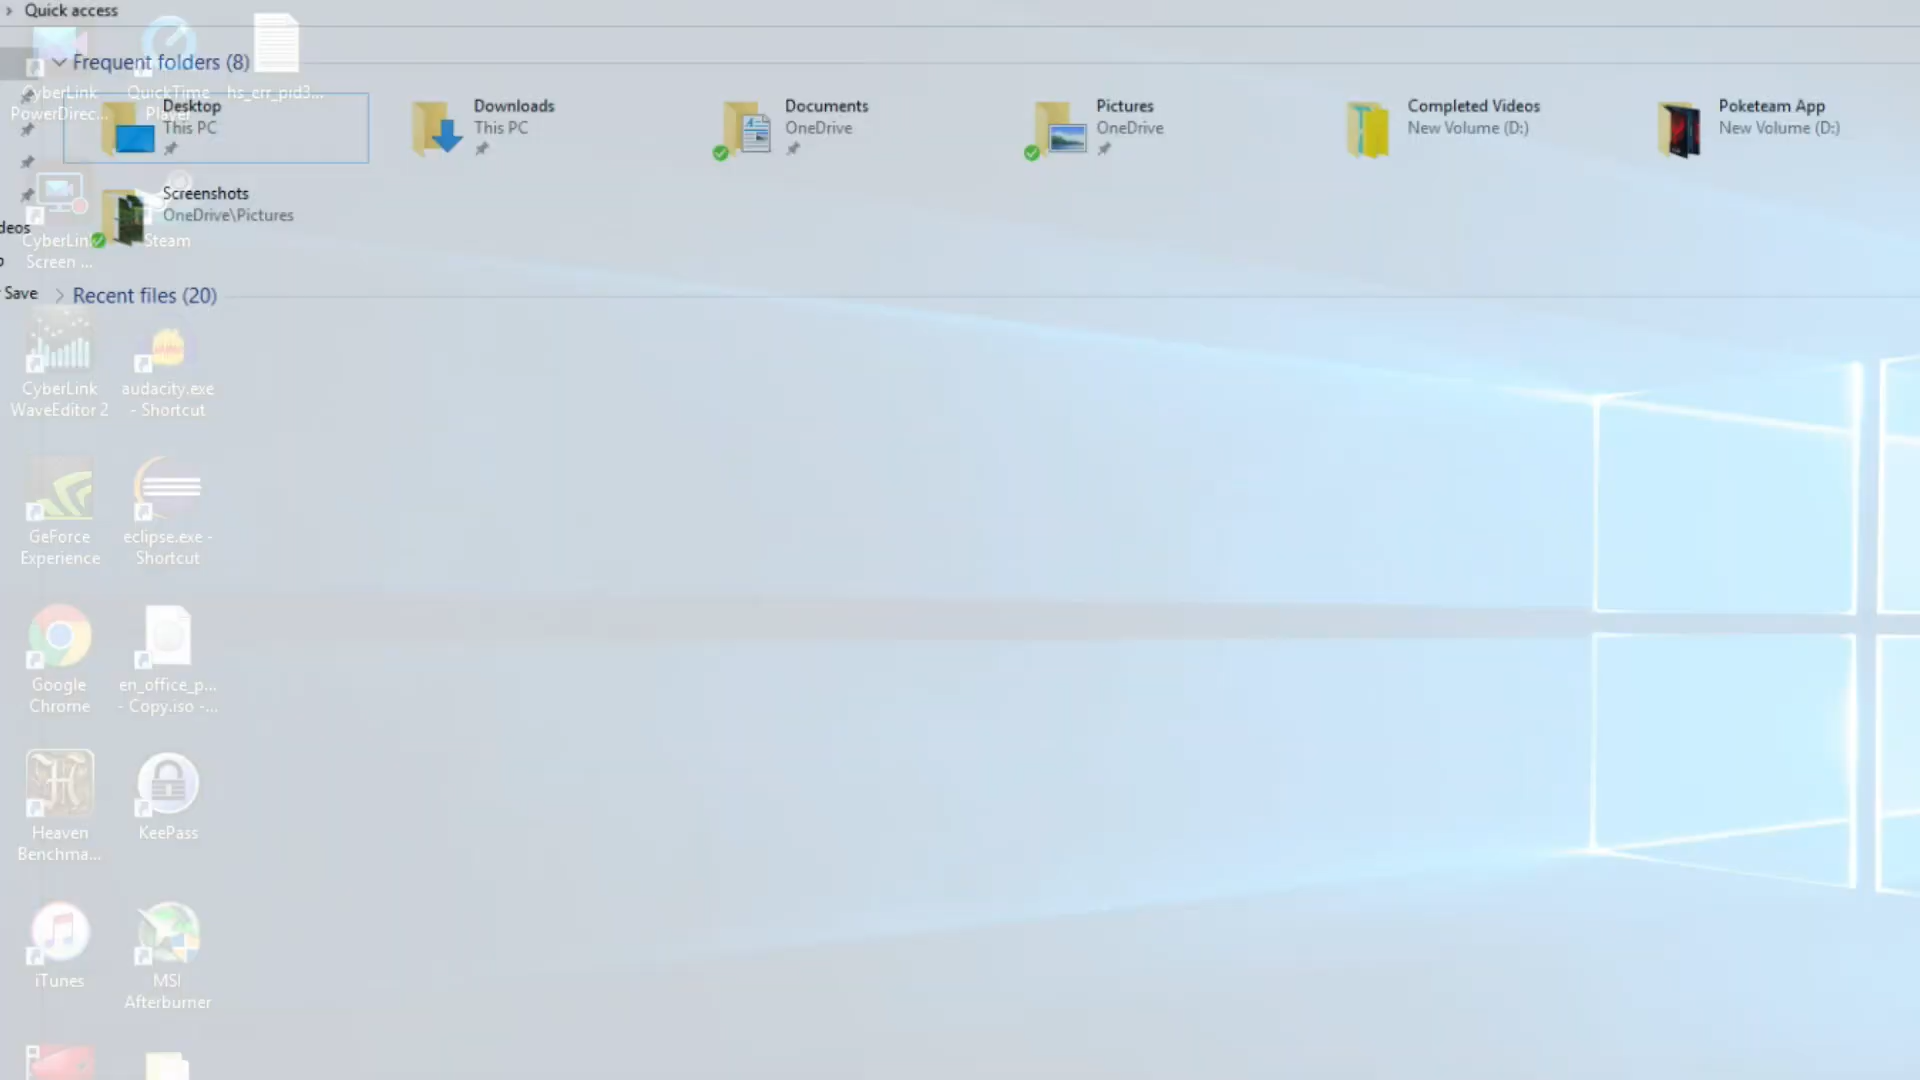 Quick access
Frequent folders (8)
Desktop
This PC
Downloads
This PC
Documents
OneDrive
Pictures
OneDrive
Completed Videos
New Volume (D:)
Poketeam App
New Volume (D:)
Screenshots
OneDrive\Pictures
Recent files (20)
deos
Save
CyberLink
PowerDirec...
QuickTime
Player
hs_err_pid3...
CyberLink
Screen ...
Steam
CyberLink
WaveEditor 2
audacity.exe
- Shortcut
GeForce
Experience
eclipse.exe -
Shortcut
Google
Chrome
en_office_p...
- Copy.iso -...
Heaven
Benchma...
KeePass
iTunes
MSI
Afterburner